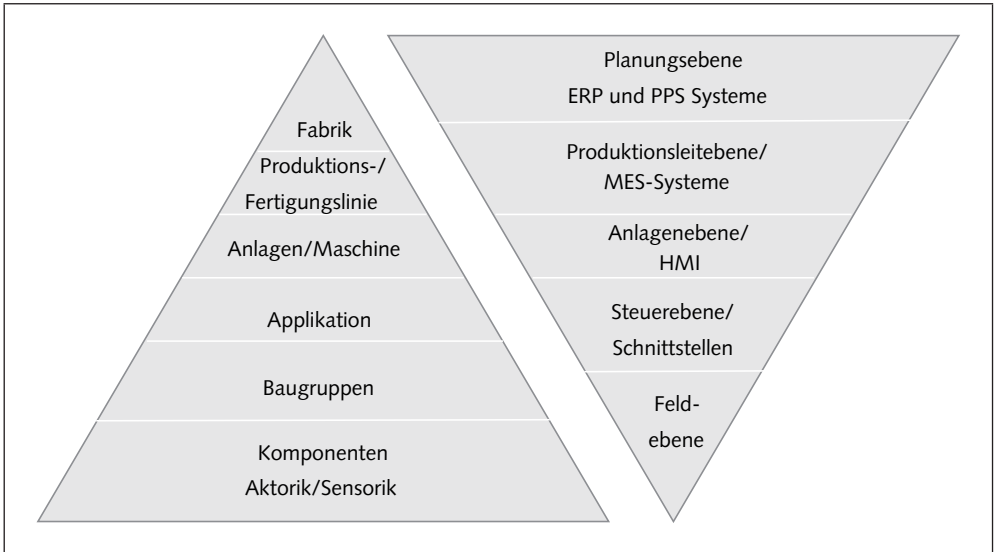 Fabrik
Produktions-/
Fertigungslinie
Anlagen/Maschine
Applikation
Baugruppen
Komponenten
Aktorik/Sensorik
Planungsebene
ERP und PPS Systeme
Produktionsleitebene/
MES-Systeme
Anlagenebene/
HMI
Steuerebene/
Schnittstellen
Feld-
ebene